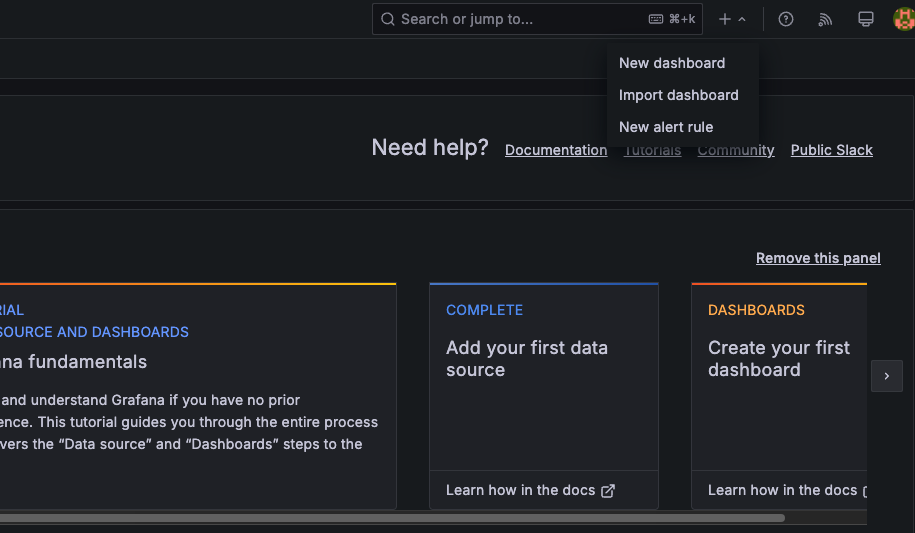 Search or jump to... ⌘+k
New dashboard
Import dashboard
New alert rule
Need help? Documentation Tutorials Community Public Slack
Remove this panel
RIAL
SOURCE AND DASHBOARDS
na fundamentals
and understand Grafana if you have no prior
ence. This tutorial guides you through the entire process
vers the “Data source” and “Dashboards” steps to the
COMPLETE
Add your first data
source
Learn how in the docs
DASHBOARDS
Create your first
dashboard
Learn how in the docs